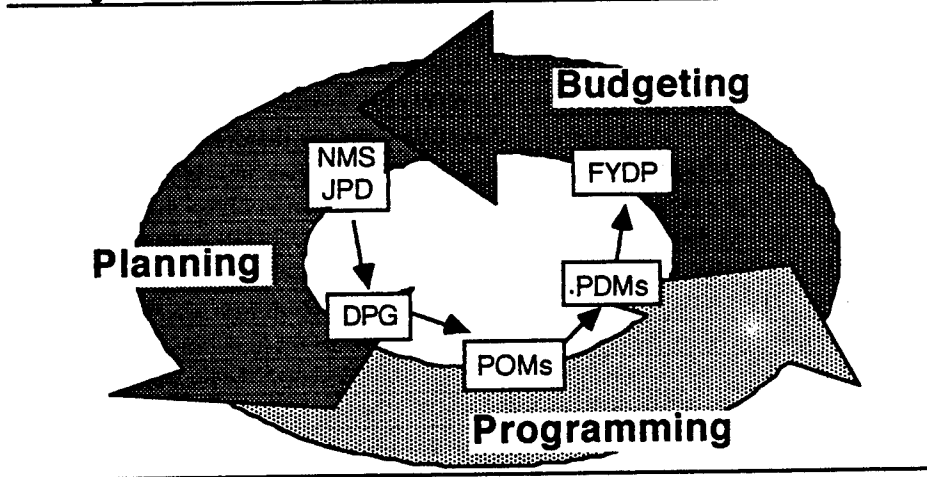 Budgeting
NMS
JPD
FYDP
Planning
.PDMs
DPG
POMs
Programming